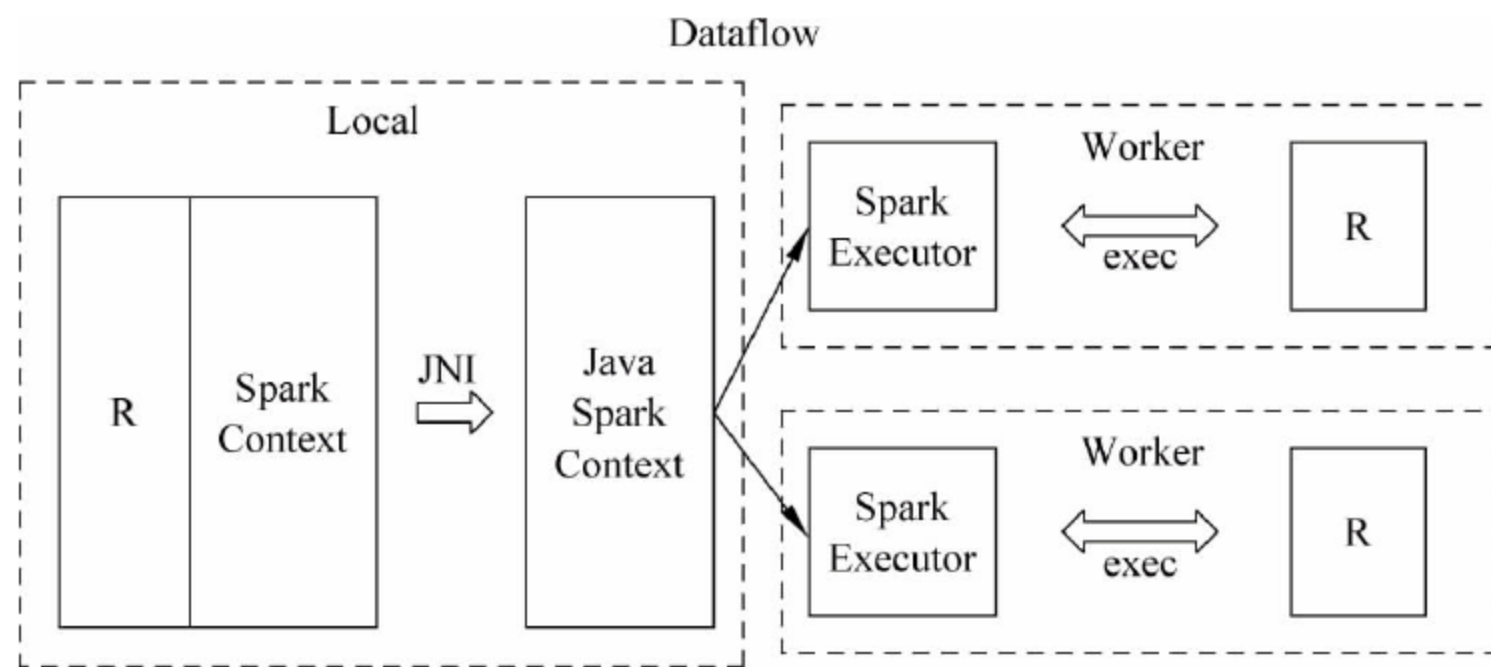 Dataflow
Local
R
Spark
Context
JNI
Java
Spark
Context
Worker
Spark
Executor
exec
R
Worker
Spark
Executor
exec
R